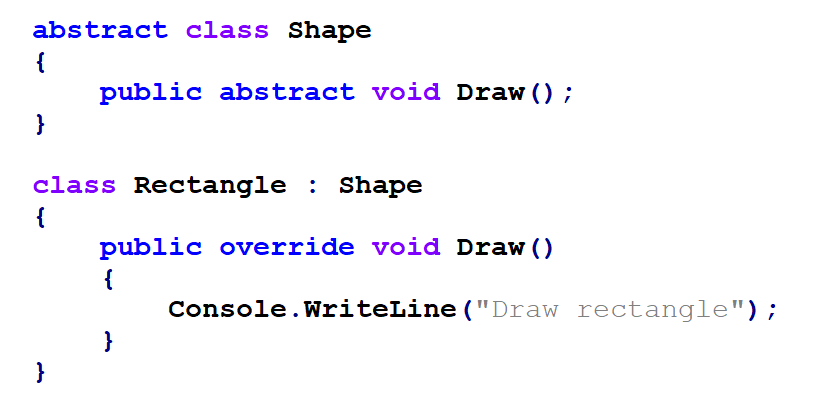 abstract class Shape
{
    public abstract void Draw();
}

class Rectangle : Shape
{
    public override void Draw()
    {
        Console.WriteLine("Draw rectangle");
    }
}